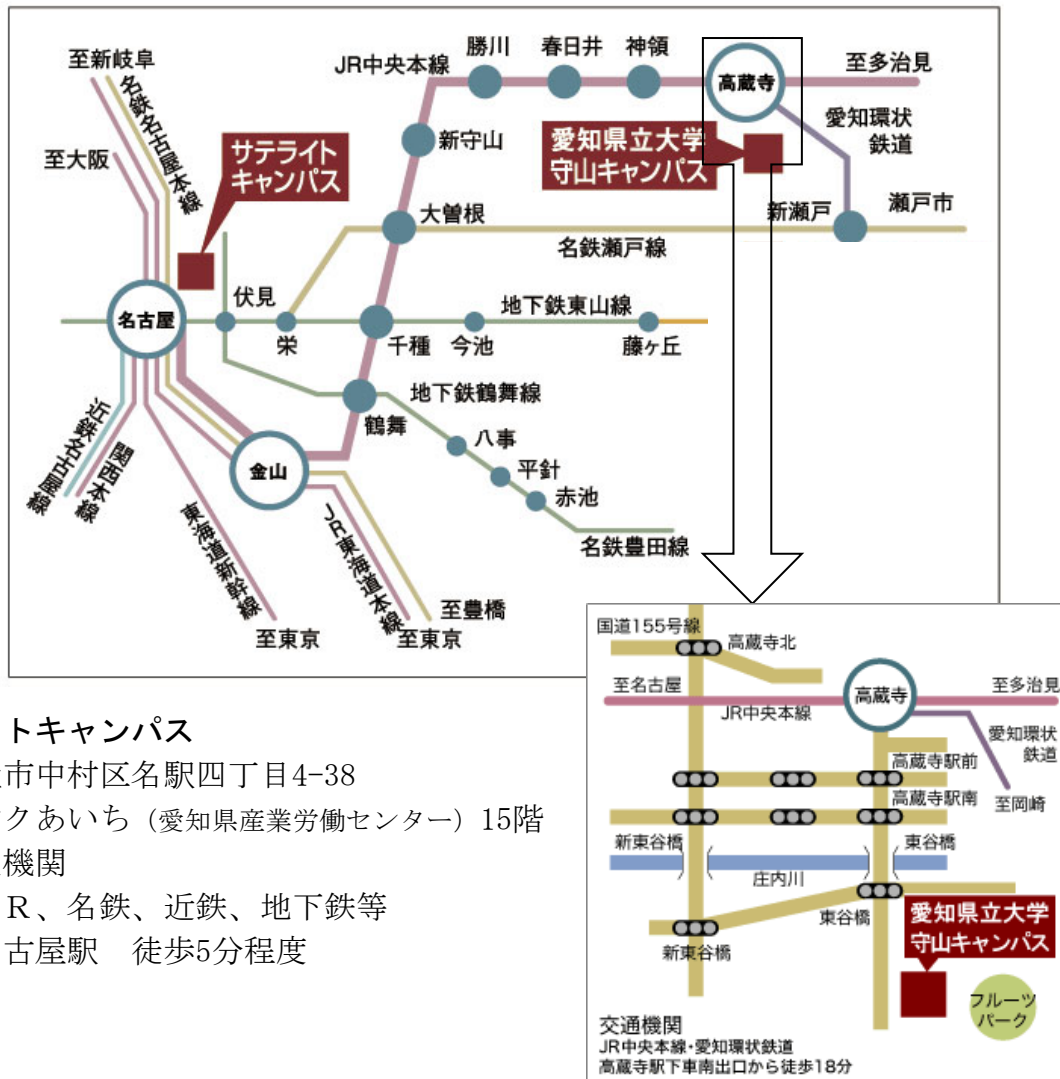 至新岐阜
名鉄名古屋本線
至大阪
サテライト
キャンパス
JR中央本線
勝川
春日井
神領
高蔵寺
至多治見
愛知環状
鉄道
新守山
愛知県立大学
守山キャンパス
大曽根
新瀬戸
瀬戸市
名鉄瀬戸線
名古屋
伏見
栄
千種
今池
地下鉄東山線
藤ヶ丘
鶴舞
地下鉄鶴舞線
八事
平針
赤池
名鉄豊田線
金山
近鉄名古屋線
関西本線
東海道新幹線
JR東海道本線
至東京
至東京
至豊橋
トキャンパス
市中村区名駅四丁目4-38
クあいち（愛知県産業労働センター）15階
機関
Ｒ、名鉄、近鉄、地下鉄等
古屋駅　徒歩5分程度
国道155号線
高蔵寺北
至名古屋
JR中央本線
高蔵寺
至多治見
愛知環状
鉄道
至岡崎
高蔵寺駅前
高蔵寺駅南
新東谷橋
東谷橋
庄内川
東谷橋
新東谷橋
愛知県立大学
守山キャンパス
フルーツ
パーク
交通機関
JR中央本線・愛知環状鉄道
高蔵寺駅下車南出口から徒歩18分